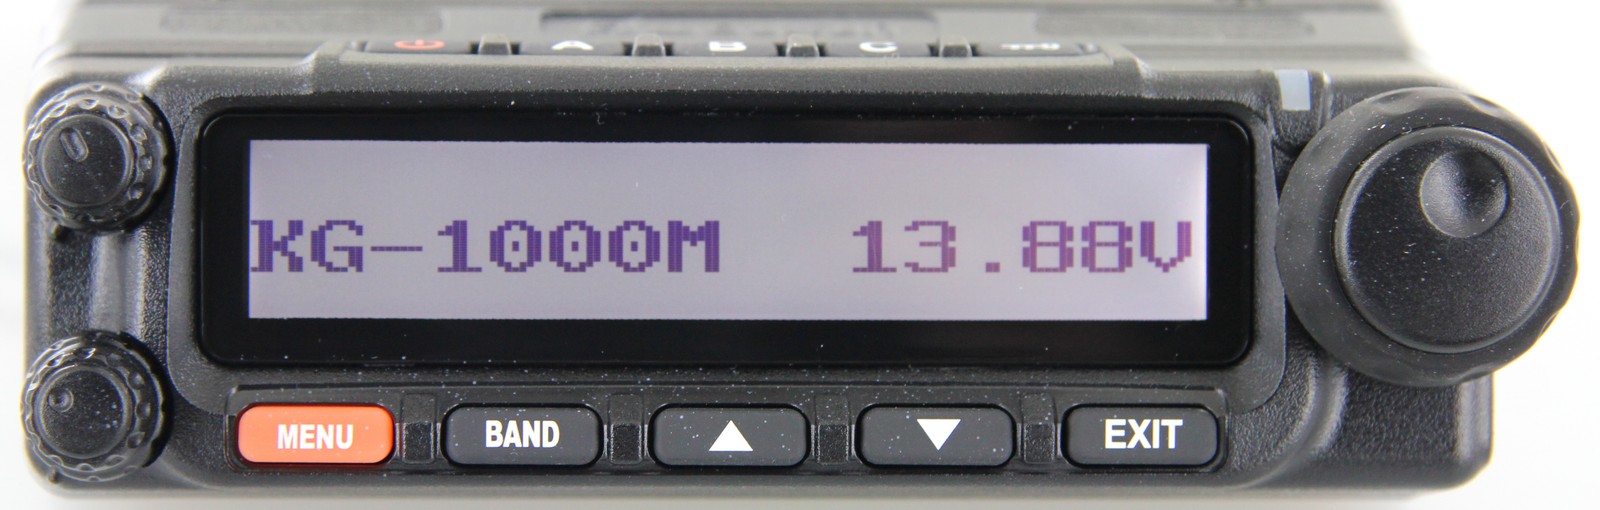 A B C
KG-1000M 13.88V
MENU BAND ▲ ▼ EXIT